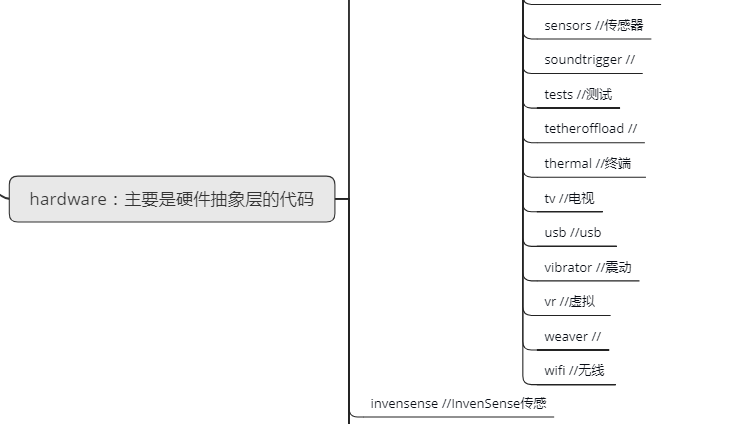 sensors //传感器
soundtrigger //
tests //测试
tetheroffload //
thermal //终端
hardware：主要是硬件抽象层的代码
tv //电视
usb //usb
vibrator //震动
vr //虚拟
weaver //
wifi //无线
invensense //InvenSense传感